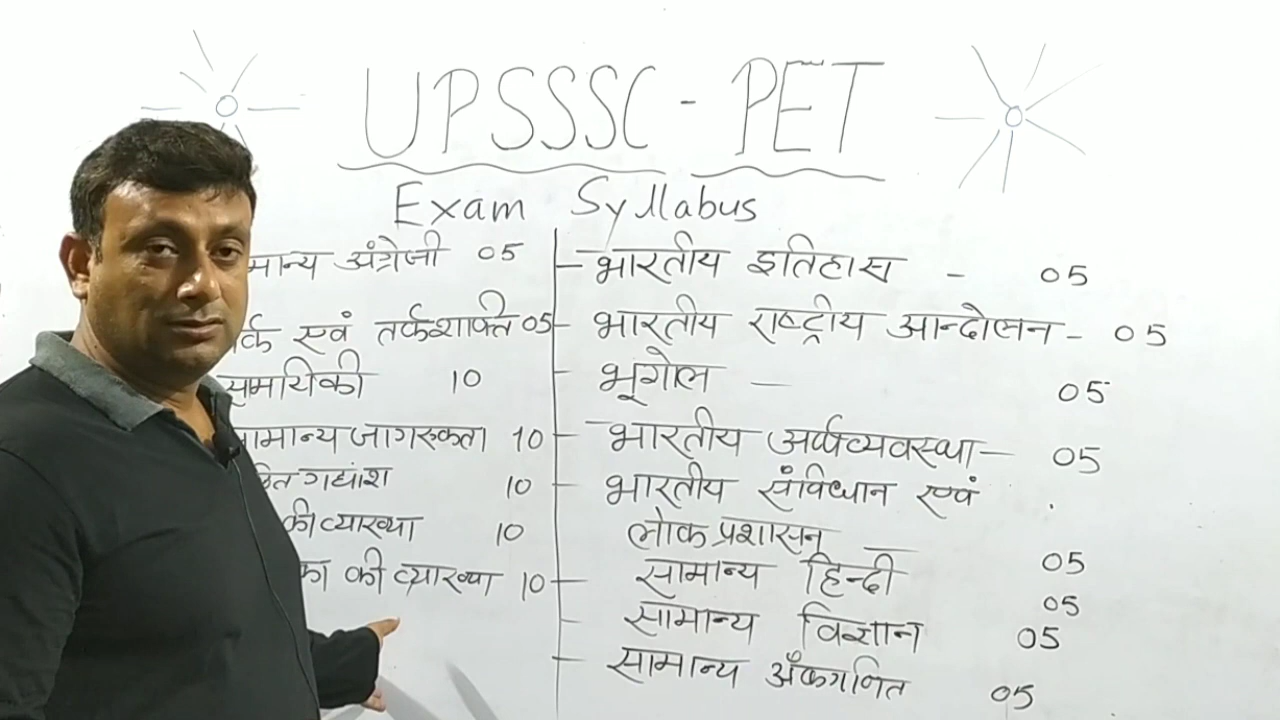 UPSSSC - PET
Exam Syllabus
मान्य अंग्रेजी 05
र्क एवं तर्कशक्ति 05
समायिकी 10
सामान्य जागरुकता 10
ित गद्यांश 10
की व्याख्या 10
का की व्याख्या 10
भारतीय इतिहास - 05
भारतीय राष्ट्रीय आन्दोलन - 05
भूगोल - 05
भारतीय अर्थव्यवस्था - 05
भारतीय संविधान एवं
लोक प्रशासन - 05
सामान्य हिन्दी 05
सामान्य विज्ञान 05
सामान्य अँकगनित 05